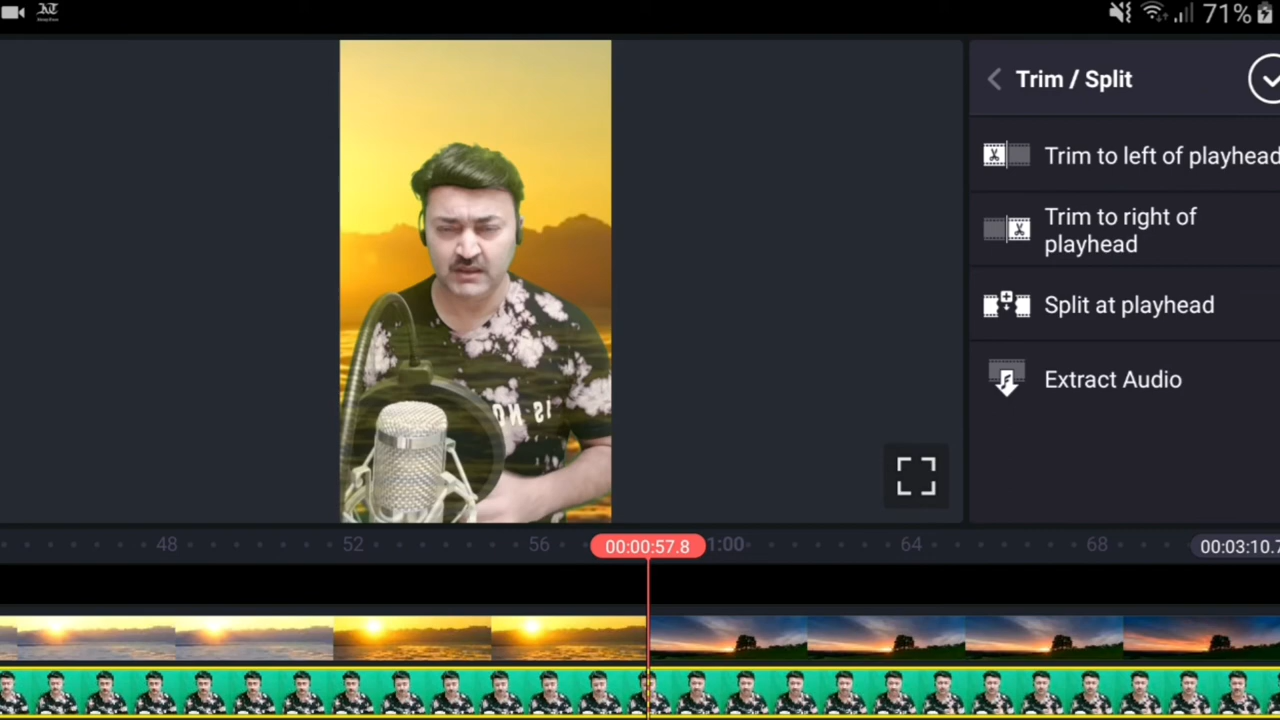 71%
Trim / Split
Trim to left of playhead
Trim to right of
playhead
Split at playhead
Extract Audio
48
52
56
00:00:57.8
1:00
64
68
00:03:10.7